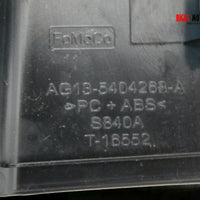 FoMoCo
AG13-5404268-A
>PC + ABS<
S840A
T-16552